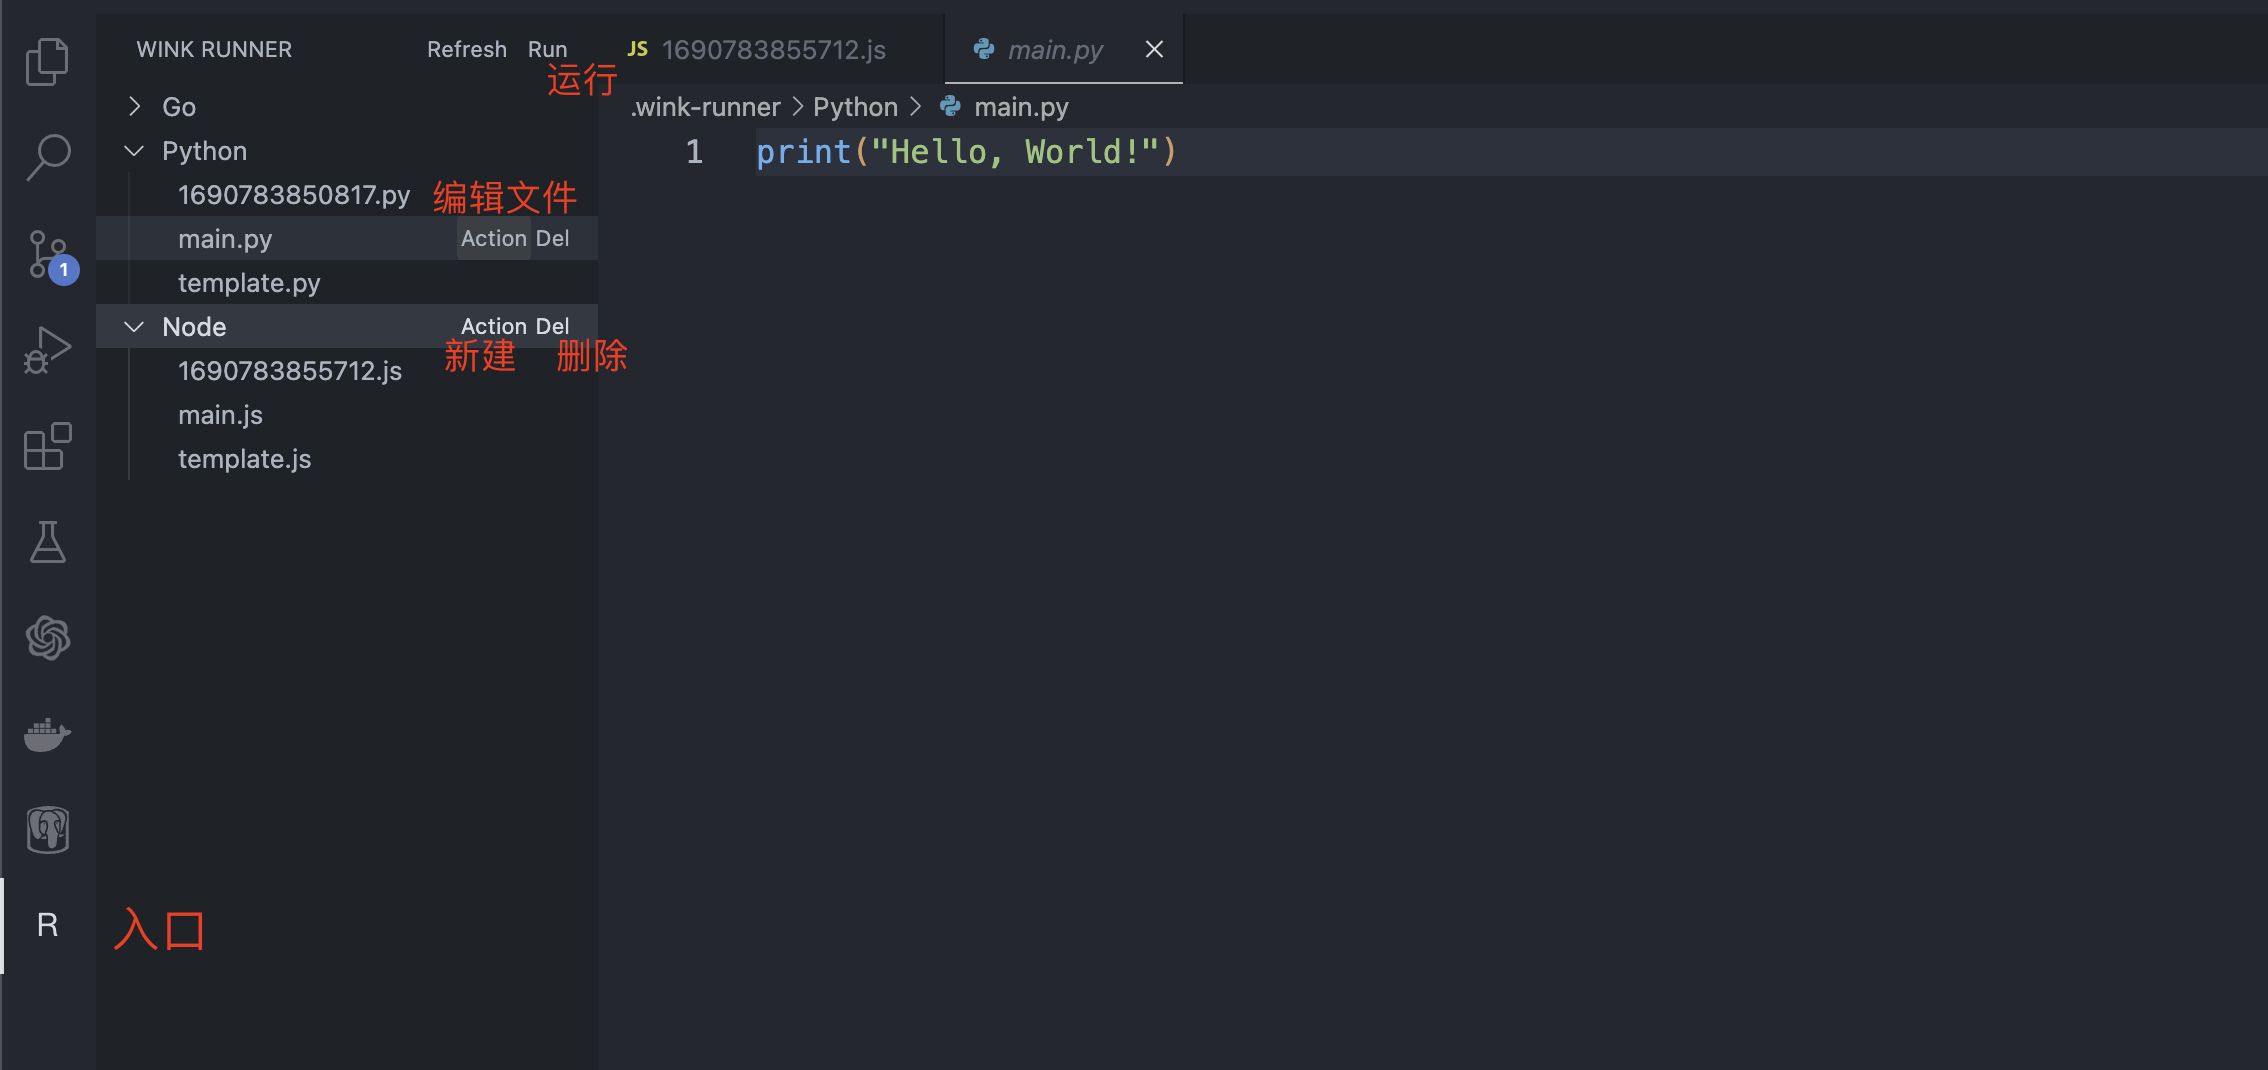 WINK RUNNER Refresh Run
运行
JS 1690783855712.js
main.py
.wink-runner > Python > main.py
1 print("Hello, World!")
Go
Python
1690783850817.py 编辑文件
main.py Action Del
template.py
Node Action Del
新建 删除
1690783855712.js
main.js
template.js
1
R 入口